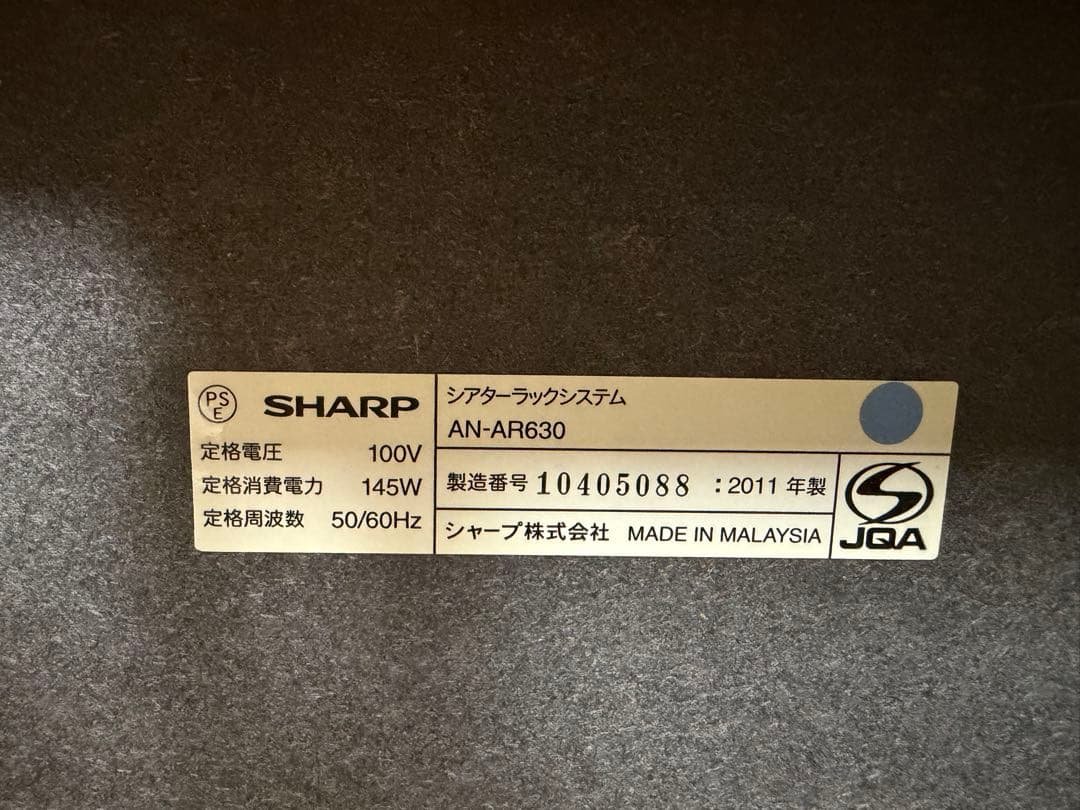 PS
E
SHARP
定格電圧 100V
定格消費電力 145W
定格周波数 50/60Hz
シアターラックシステム
AN-AR630
製造番号 10405088 :2011 年製
シャープ株式会社 MADE IN MALAYSIA
JQA